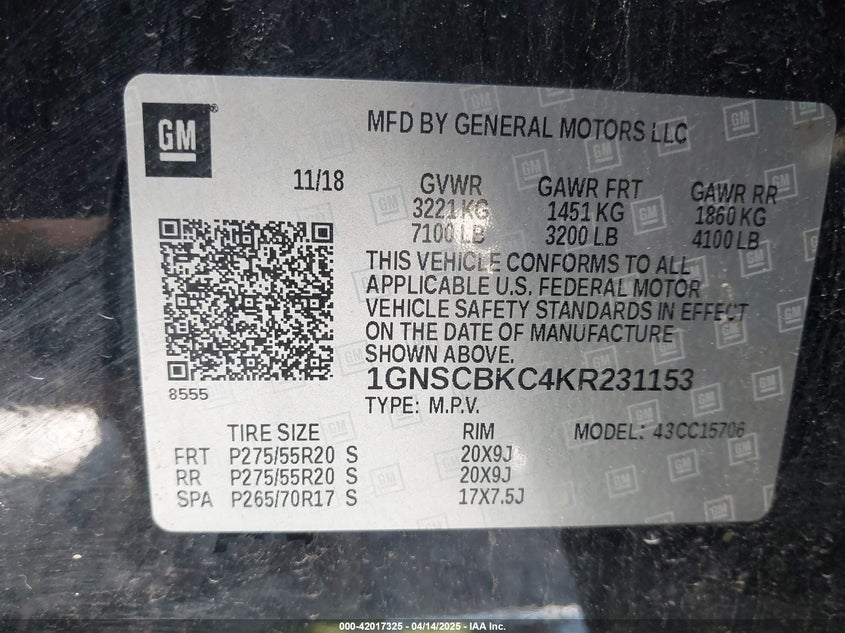 GM
MFD BY GENERAL MOTORS LLC
11/18
GVWR
3221 KG
7100 LB
GAWR FRT
1451 KG
3200 LB
GAWR RR
1860 KG
4100 LB
THIS VEHICLE CONFORMS TO ALL
APPLICABLE U.S. FEDERAL MOTOR
VEHICLE SAFETY STANDARDS IN EFFECT
ON THE DATE OF MANUFACTURE
SHOWN ABOVE.
1GNSCBKC4KR231153
TYPE: M.P.V.
8555
TIRE SIZE RIM MODEL: 43CC15706
FRT P275/55R20 S 20X9J
RR P275/55R20 S 20X9J
SPA P265/70R17 S 17X7.5J
000-42017325 - 04/14/2025 - IAA Inc.